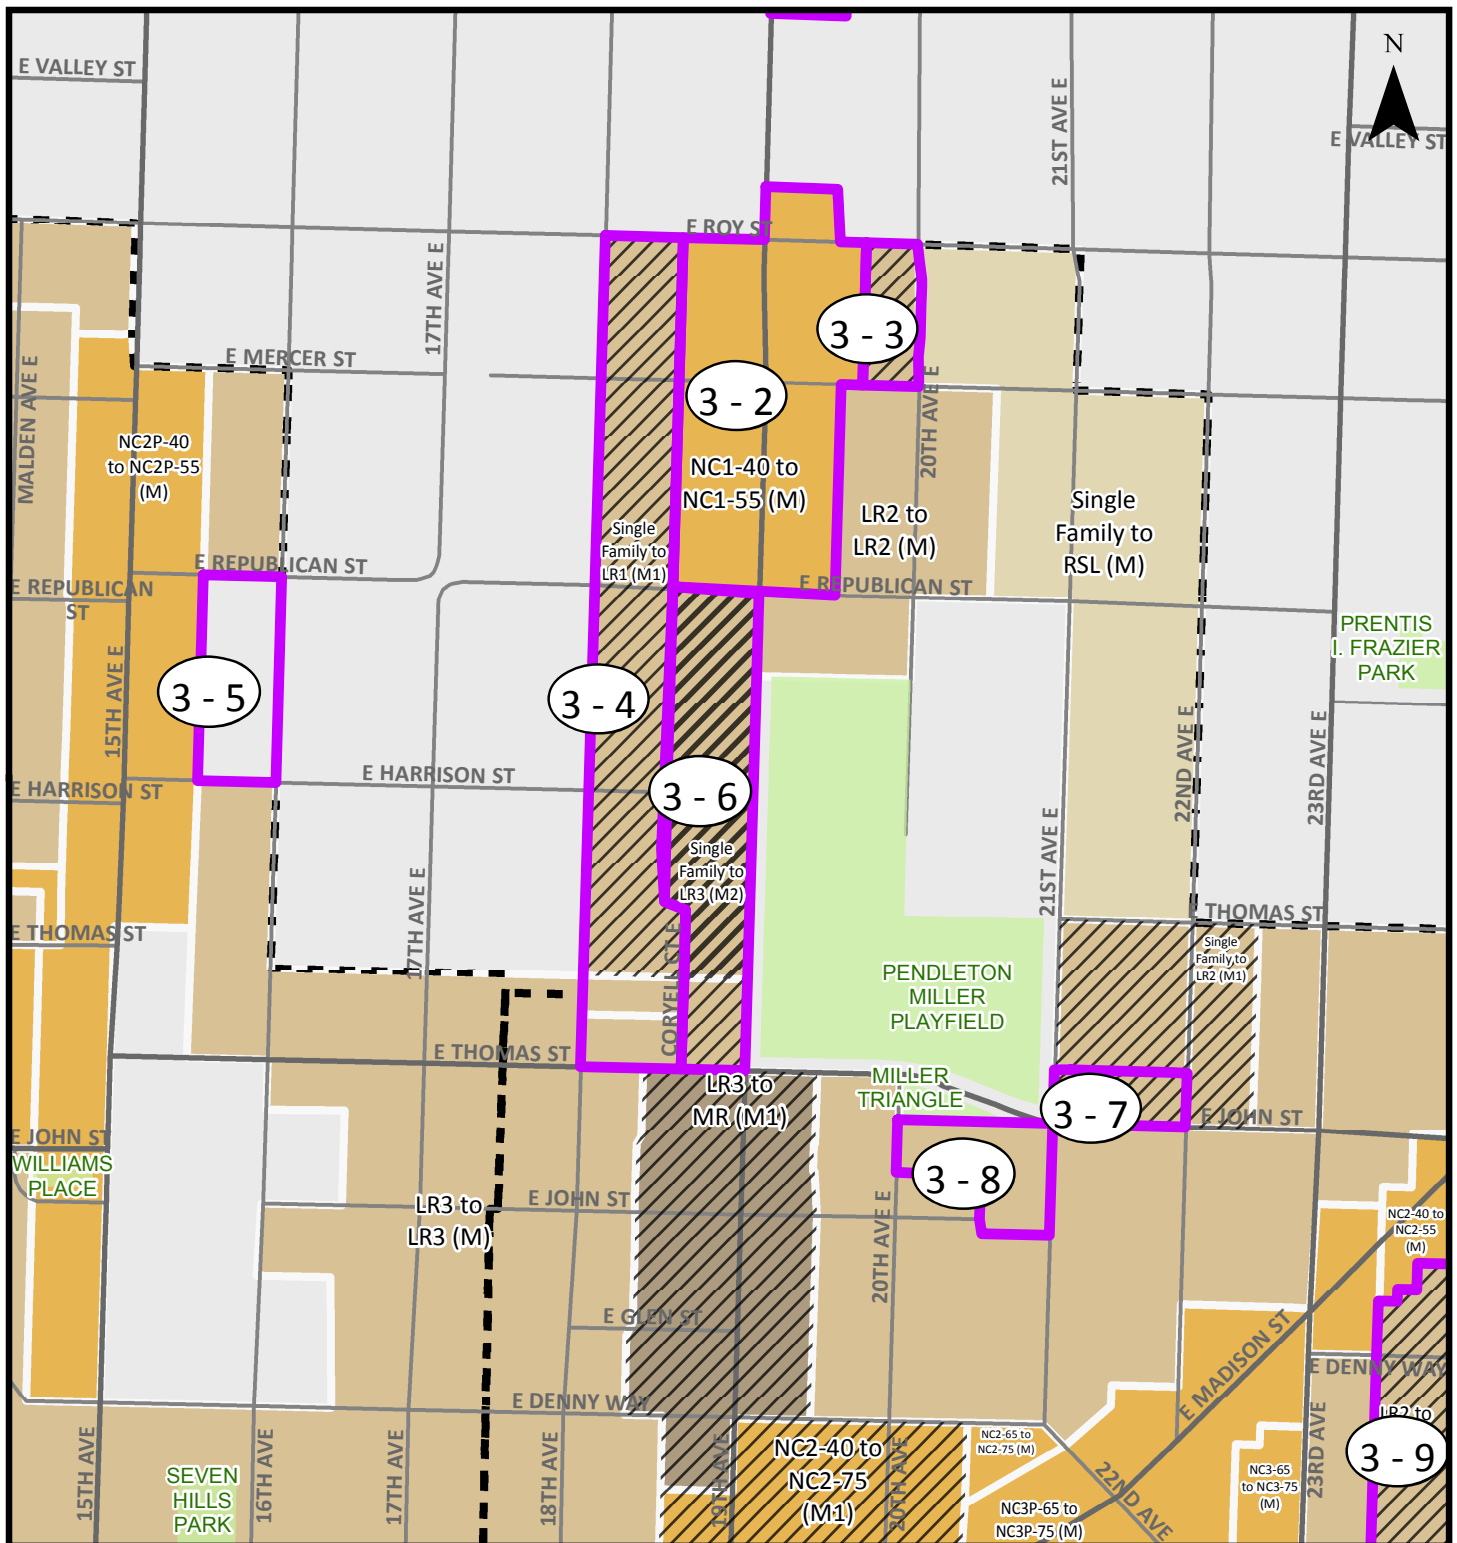 N
E VALLEY ST
21ST AVE E
E VALLEY ST
E ROY ST
17TH AVE E
3 - 3
E MERCER ST
MALDEN AVE E
3 - 2
20TH AVE E
NC2P-40
to NC2P-55
(M)
NC1-40 to
NC1-55 (M)
LR2 to
LR2 (M)
Single
Family to
RSL (M)
Single
Family to
LR1 (M1)
E REPUBLICAN ST
E REPUBLICAN
ST
E REPUBLICAN ST
PRENTIS
I. FRAZIER
PARK
15TH AVE E
3 - 5
3 - 4
22ND AVE E
23RD AVE E
E HARRISON ST
E HARRISON ST
3 - 6
Single
Family to
LR3 (M2)
21ST AVE E
17TH AVE E
THOMAS ST
E THOMAS ST
Single
Family to
LR2 (M1)
CORYELL CT E
PENDLETON
MILLER
PLAYFIELD
E THOMAS ST
LR3 to
MR (M1)
MILLER
TRIANGLE
3 - 7
E JOHN ST
E JOHN ST
WILLIAMS
PLACE
3 - 8
E JOHN ST
20TH AVE E
LR3 to
LR3 (M)
NC2-40 to
NC2-55
(M)
E GLEN ST
E MADISON ST
E DENNY WAY
E DENNY WAY
LR2 to
3 - 9
15TH AVE
16TH AVE
17TH AVE
18TH AVE
19TH AVE
20TH AVE
23RD AVE
NC2-40 to
NC2-75
(M1)
NC2-65 to
NC2-75 (M)
22ND AVE
NC3-65
to NC3-75
(M)
NC3P-65 to
NC3P-75 (M)
SEVEN
HILLS
PARK